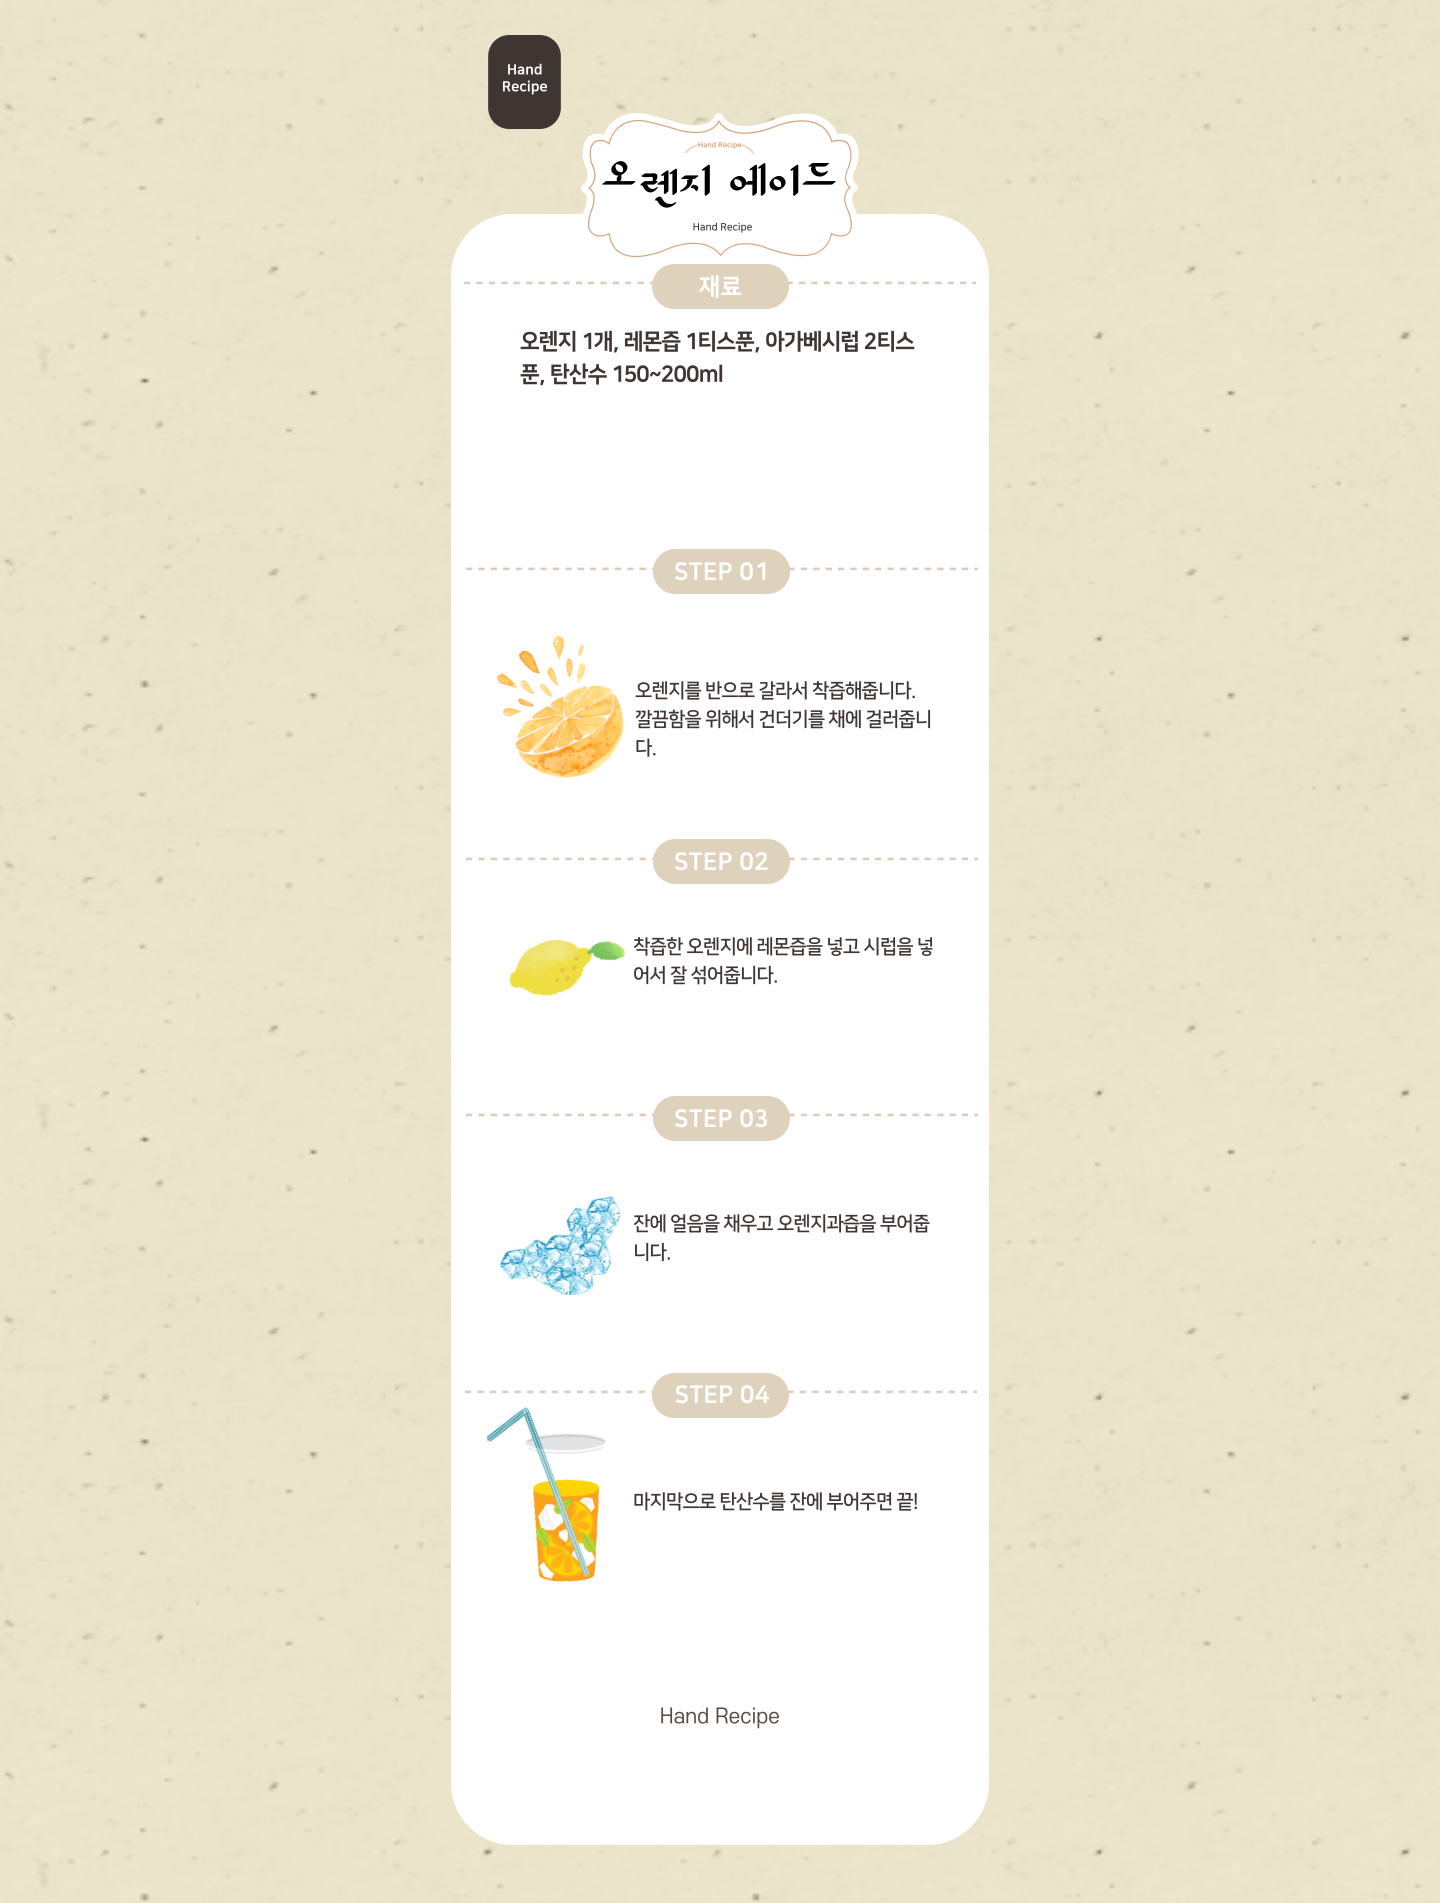 Hand
Recipe
Hand Recipe
오렌지 에이드
Hand Recipe
재료
오렌지 1개, 레몬즙 1티스푼, 아가베시럽 2티스
푼, 탄산수 150~200ml
STEP 01
오렌지를 반으로 갈라서 착즙해줍니다.
깔끔함을 위해서 건더기를 채에 걸러줍니
다.
STEP 02
착즙한 오렌지에 레몬즙을 넣고 시럽을 넣
어서 잘 섞어줍니다.
STEP 03
잔에 얼음을 채우고 오렌지과즙을 부어줍
니다.
STEP 04
마지막으로 탄산수를 잔에 부어주면 끝!
Hand Recipe